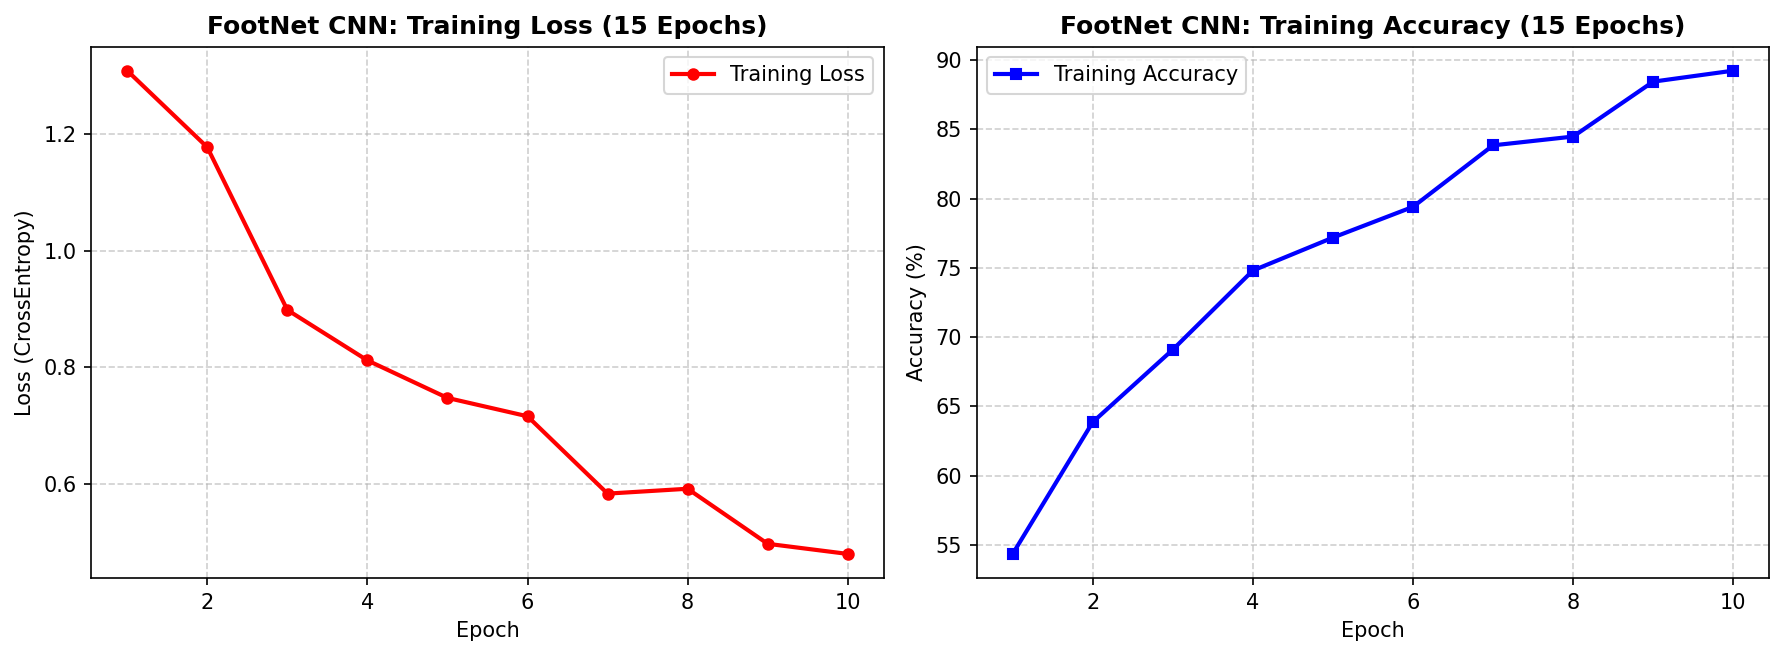 FootNet CNN: Training Loss (15 Epochs)
Training Loss
1.2
1.0
0.8
0.6
Loss (CrossEntropy)
2 4 6 8 10
Epoch
FootNet CNN: Training Accuracy (15 Epochs)
Training Accuracy
90
85
80
75
70
65
60
55
Accuracy (%)
2 4 6 8 10
Epoch